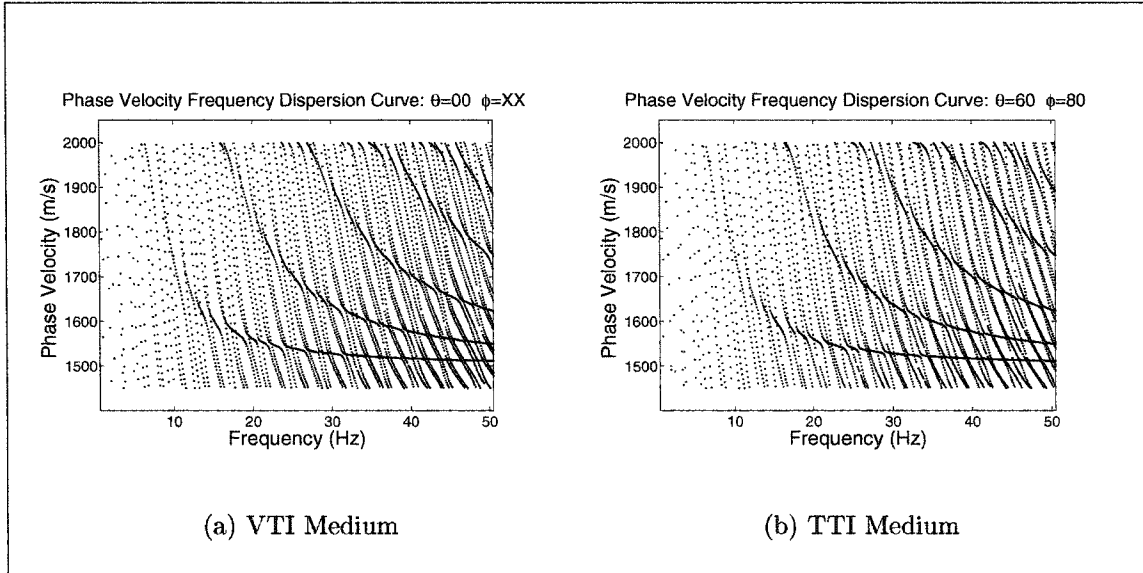 Phase Velocity Frequency Dispersion Curve: θ=00 φ=XX
2000
1900
1800
1700
1600
1500
Phase Velocity (m/s)
10 20 30 40 50
Frequency (Hz)
(a) VTI Medium
Phase Velocity Frequency Dispersion Curve: θ=60 φ=80
2000
1900
1800
1700
1600
1500
Phase Velocity (m/s)
10 20 30 40 50
Frequency (Hz)
(b) TTI Medium